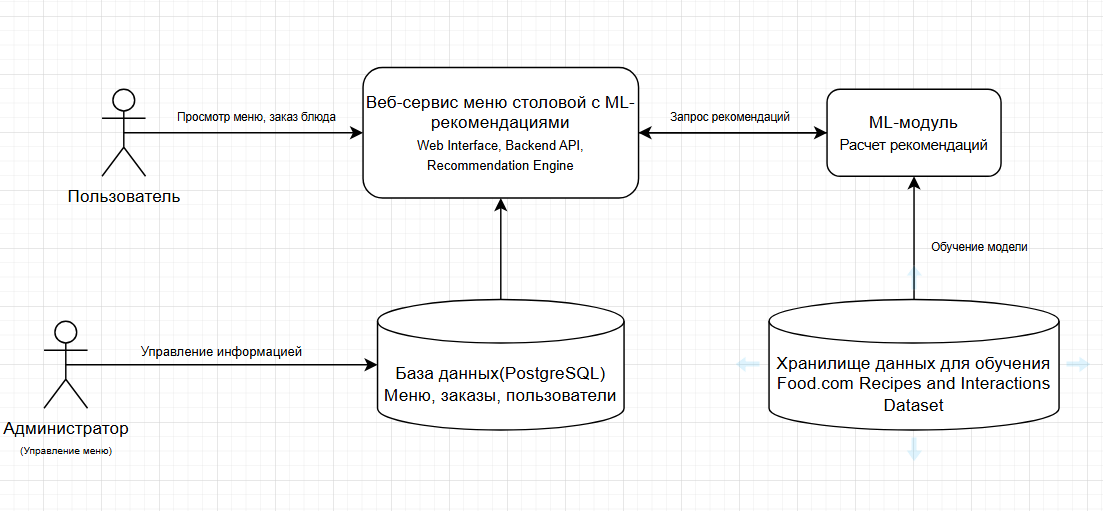 Просмотр меню, заказ блюда
Пользователь
Веб-сервис меню столовой с ML-
рекомендациями
Web Interface, Backend API,
Recommendation Engine
Запрос рекомендаций
ML-модуль
Расчет рекомендаций
Обучение модели
Управление информацией
Администратор
(Управление меню)
База данных(PostgreSQL)
Меню, заказы, пользователи
Хранилище данных для обучения
Food.com Recipes and Interactions
Dataset